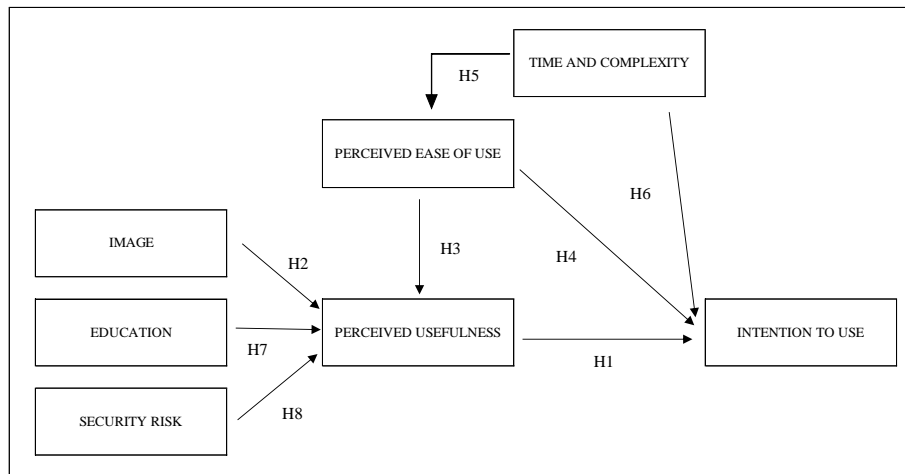 TIME AND COMPLEXITY
H5
PERCEIVED EASE OF USE
H6
IMAGE
H3
H4
H2
EDUCATION
PERCEIVED USEFULNESS
INTENTION TO USE
H7
H1
SECURITY RISK
H8